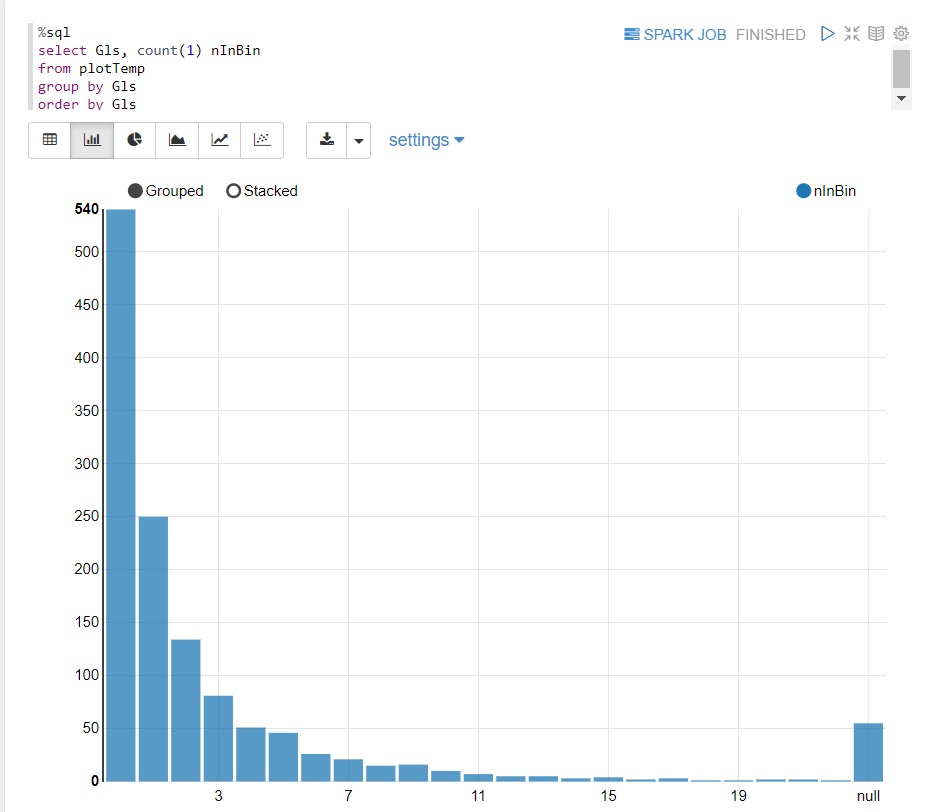 %sql
select Gls, count(1) nInBin
from plotTemp
group by Gls
order by Gls
SPARK JOB FINISHED
settings
Grouped Stacked
nInBin
540
500
450
400
350
300
250
200
150
100
50
0
3 7 11 15 19 null